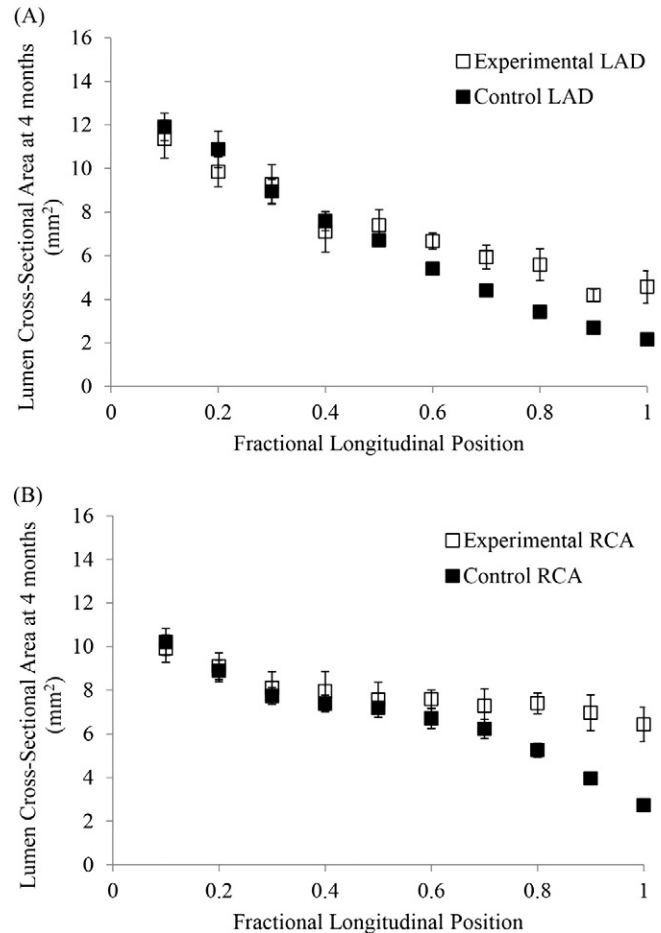 (A)
Lumen Cross-Sectional Area at 4 months
(mm²)
16
14
12
10
8
6
4
2
0
Experimental LAD
Control LAD
0
0.2
0.4
0.6
0.8
1
Fractional Longitudinal Position
(B)
Lumen Cross-Sectional Area at 4 months
(mm²)
16
14
12
10
8
6
4
2
0
Experimental RCA
Control RCA
0
0.2
0.4
0.6
0.8
1
Fractional Longitudinal Position